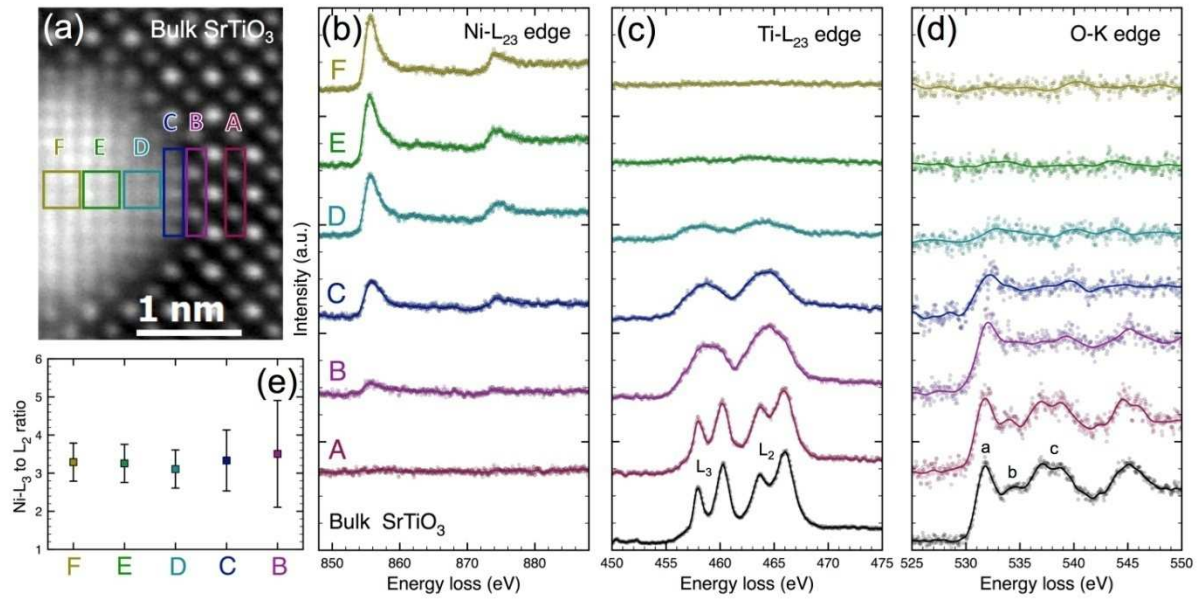 (a) Bulk SrTiO3
F E D C B A
1 nm
(b) Ni-L23 edge
F
E
D
C
B
A
Bulk SrTiO3
Intensity (a.u.)
850 860 870 880
Energy loss (eV)
(c) Ti-L23 edge
L3
L2
450 455 460 465 470 475
Energy loss (eV)
(d) O-K edge
a
b
c
525 530 535 540 545 550
Energy loss (eV)
(e)
Ni-L3 to L2 ratio
6
5
4
3
2
1
F E D C B